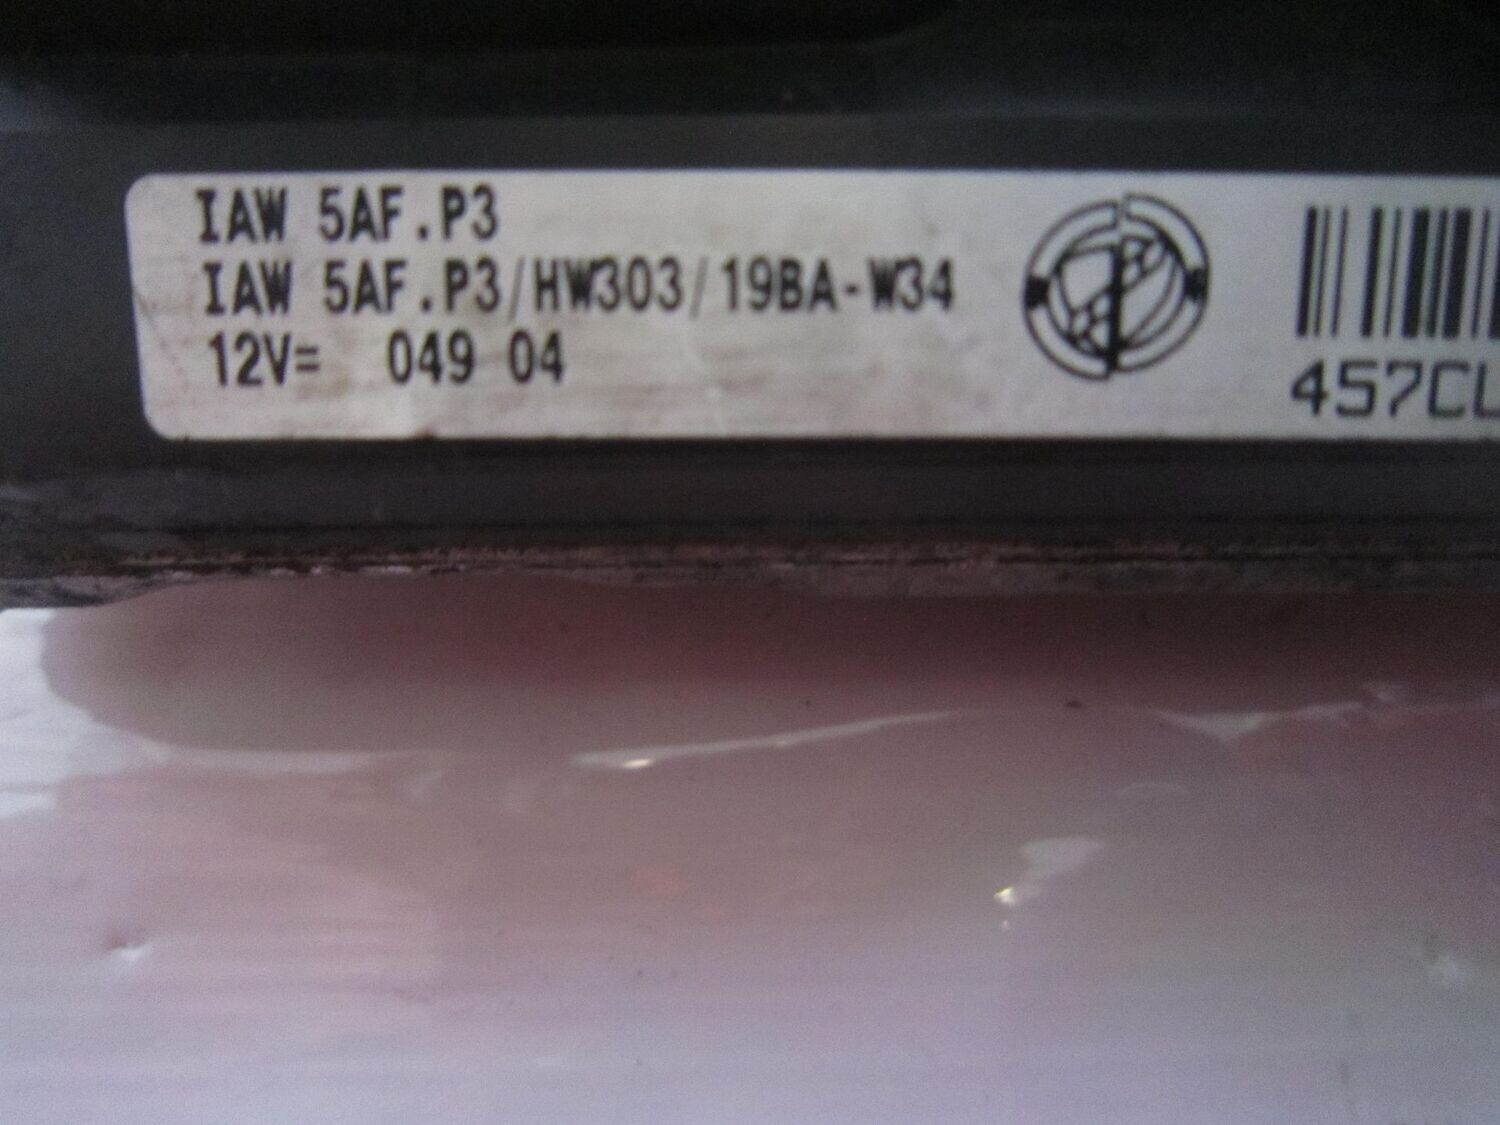 IAW 5AF.P3
IAW 5AF.P3/HW303/19BA-W34
12V= 049 04
457CL